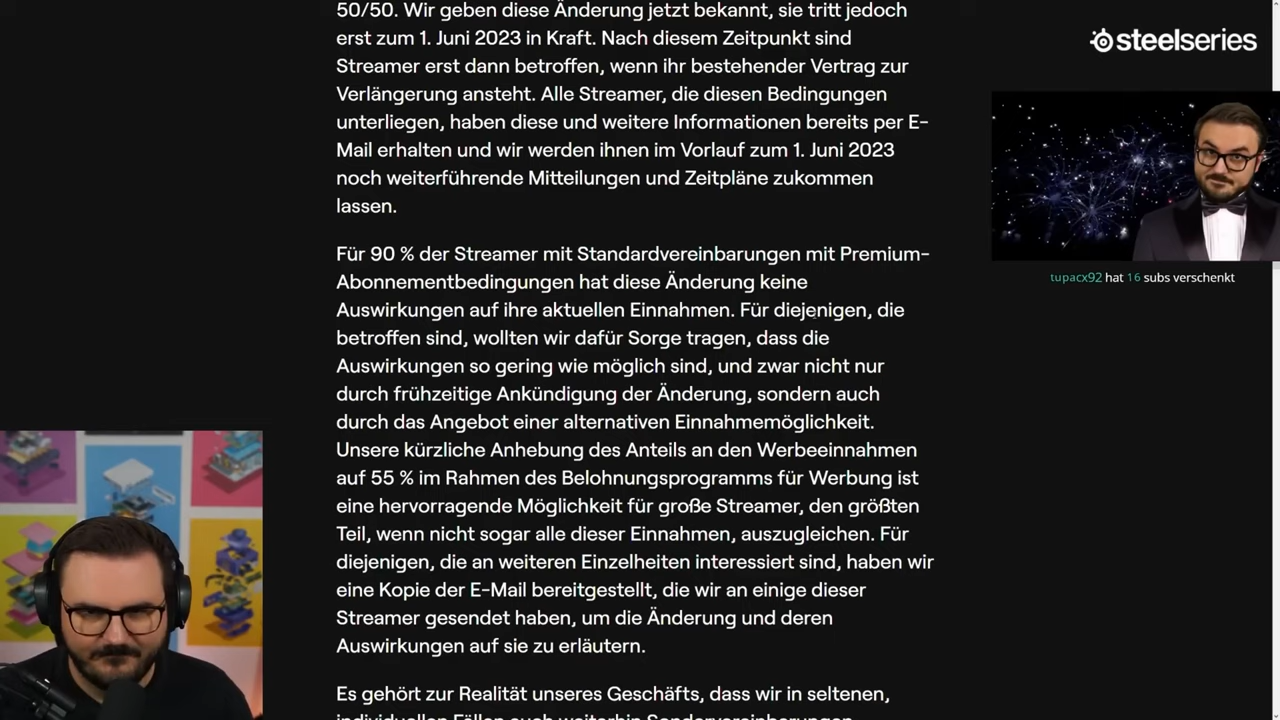 50/50. Wir geben diese Änderung jetzt bekannt, sie tritt jedoch
erst zum 1. Juni 2023 in Kraft. Nach diesem Zeitpunkt sind
Streamer erst dann betroffen, wenn ihr bestehender Vertrag zur
Verlängerung ansteht. Alle Streamer, die diesen Bedingungen
unterliegen, haben diese und weitere Informationen bereits per E-
Mail erhalten und wir werden ihnen im Vorlauf zum 1. Juni 2023
noch weiterführende Mitteilungen und Zeitpläne zukommen
lassen.
Für 90 % der Streamer mit Standardvereinbarungen mit Premium-
Abonnementbedingungen hat diese Änderung keine
Auswirkungen auf ihre aktuellen Einnahmen. Für diejenigen, die
betroffen sind, wollten wir dafür Sorge tragen, dass die
Auswirkungen so gering wie möglich sind, und zwar nicht nur
durch frühzeitige Ankündigung der Änderung, sondern auch
durch das Angebot einer alternativen Einnahmemöglichkeit.
Unsere kürzliche Anhebung des Anteils an den Werbeeinnahmen
auf 55 % im Rahmen des Belohnungsprogramms für Werbung ist
eine hervorragende Möglichkeit für große Streamer, den größten
Teil, wenn nicht sogar alle dieser Einnahmen, auszugleichen. Für
diejenigen, die an weiteren Einzelheiten interessiert sind, haben wir
eine Kopie der E-Mail bereitgestellt, die wir an einige dieser
Streamer gesendet haben, um die Änderung und deren
Auswirkungen auf sie zu erläutern.
Es gehört zur Realität unseres Geschäfts, dass wir in seltenen,
individuellen Fällen auch weiterhin Sondervereinbarungen
steelseries
tupacx92 hat 16 subs verschenkt